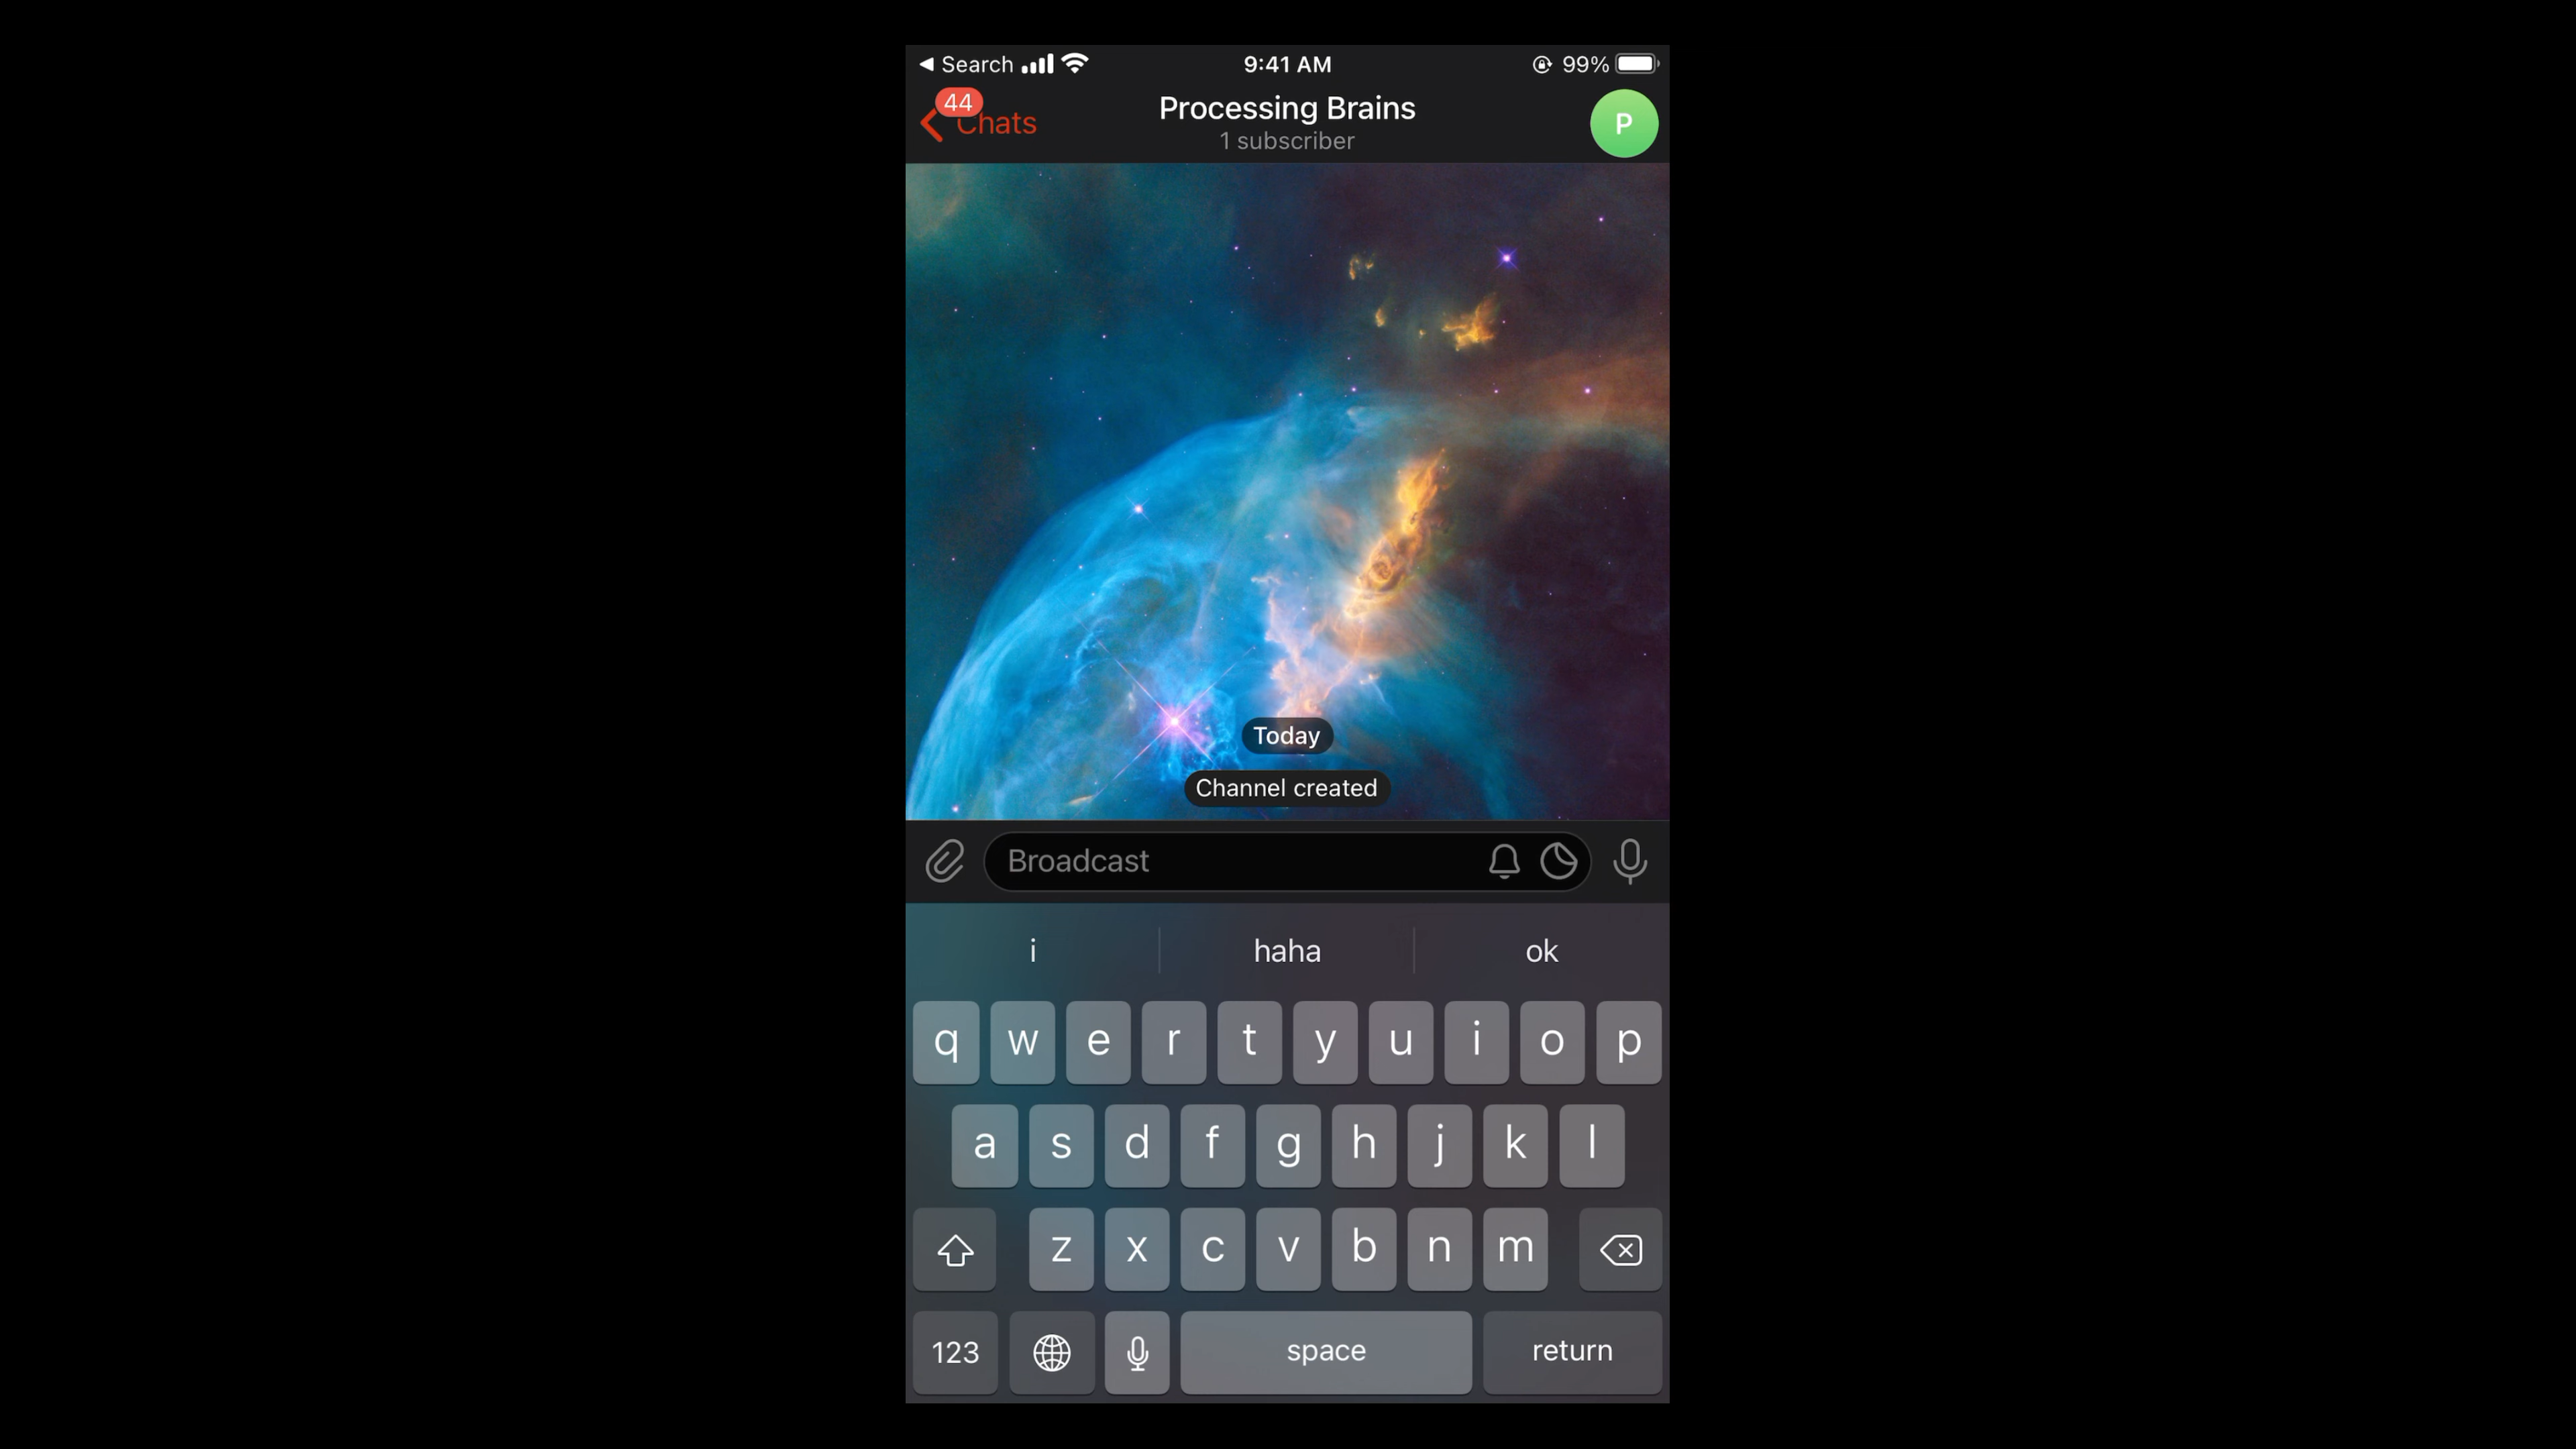 Search
9:41 AM
99%
44
Chats
Processing Brains
1 subscriber
P
Today
Channel created
Broadcast
i haha ok
q w e r t y u i o p
a s d f g h j k l
z x c v b n m
123 space return